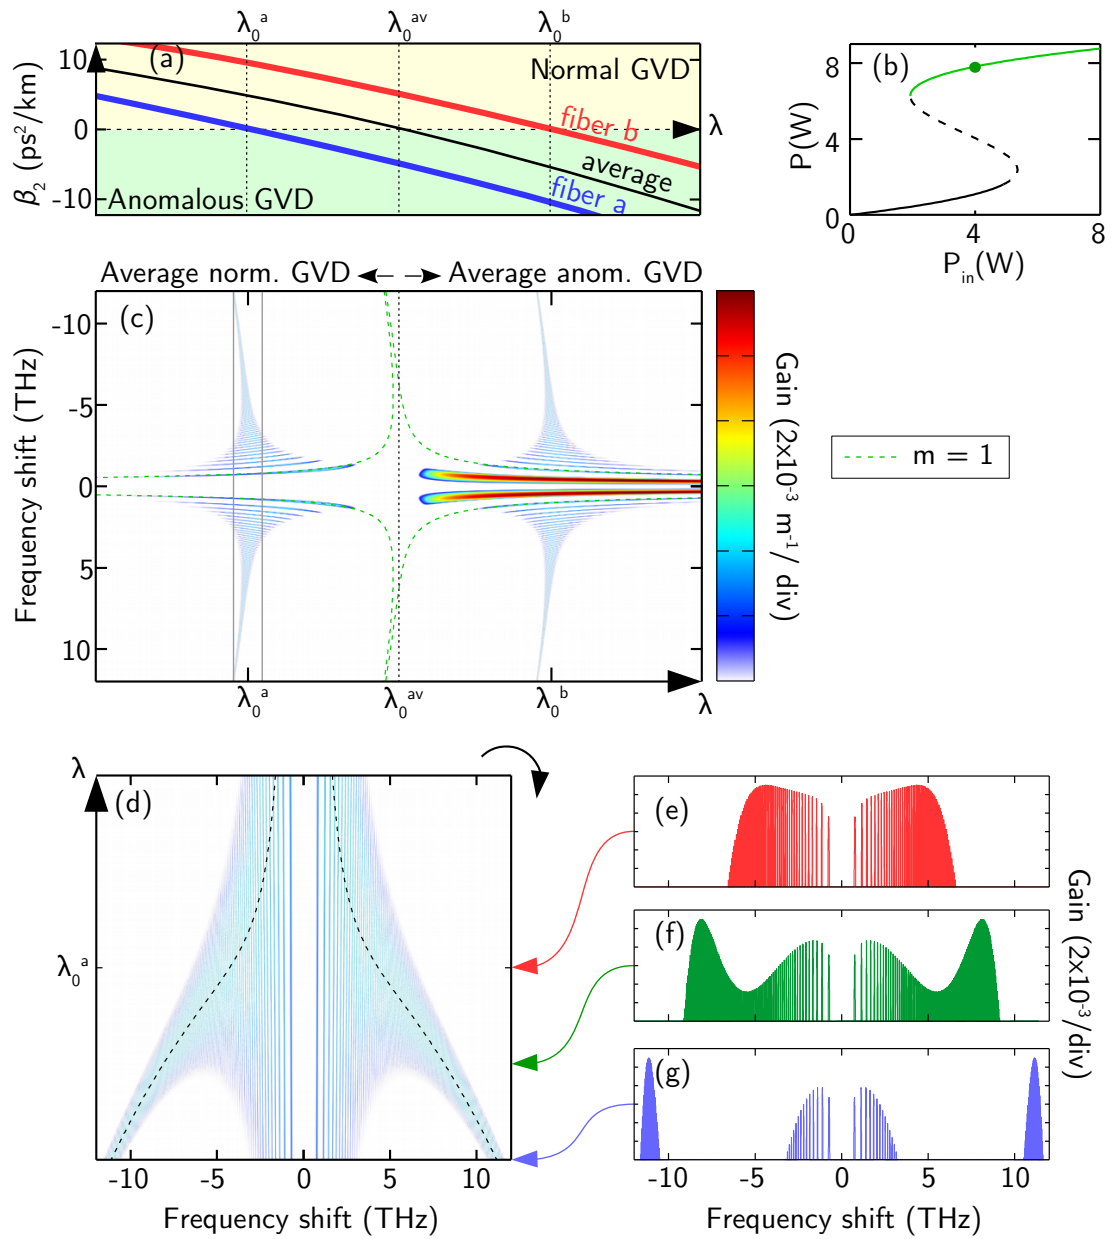 λ₀ᵃ λ₀ᵃᵛ λ₀ᵇ
(a)
Normal GVD
10
0
-10
β₂ (ps²/km)
λ
fiber b
average
fiber a
Anomalous GVD
(b)
8
4
0
P(W)
0 4 8
Pᵢₙ(W)
Average norm. GVD
Average anom. GVD
(c)
-10
-5
0
5
10
Frequency shift (THz)
λ₀ᵃ λ₀ᵃᵛ λ₀ᵇ λ
Gain (2x10⁻³ m⁻¹/ div)
m = 1
λ
(d)
λ₀ᵃ
-10 -5 0 5 10
Frequency shift (THz)
(e)
(f)
(g)
Gain (2x10⁻³/div)
-10 -5 0 5 10
Frequency shift (THz)